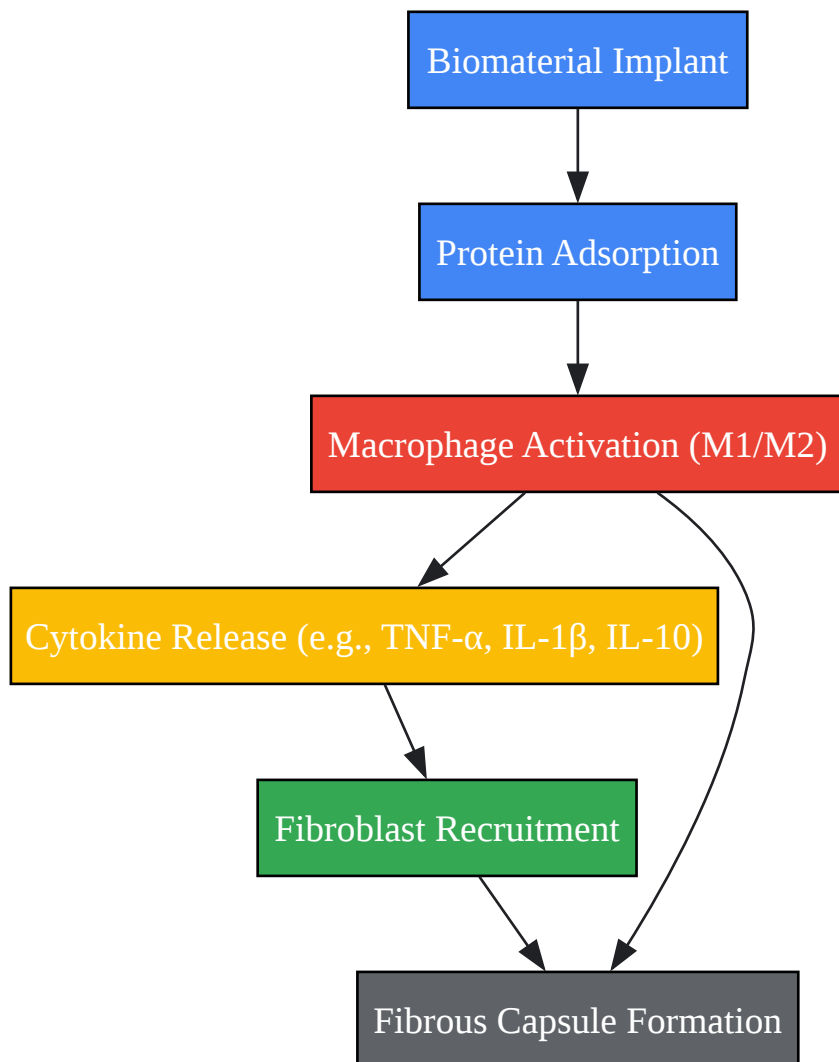 Biomaterial Implant
Protein Adsorption
Macrophage Activation (M1/M2)
Cytokine Release (e.g., TNF-α, IL-1β, IL-10)
Fibroblast Recruitment
Fibrous Capsule Formation